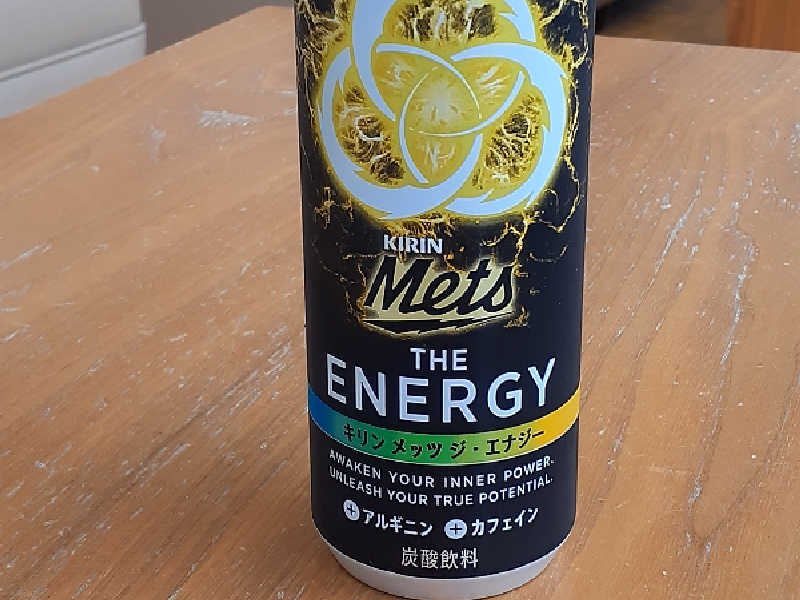 KIRIN
Mets
THE
ENERGY
キリン メッツ ジ・エナジー
AWAKEN YOUR INNER POWER.
UNLEASH YOUR TRUE POTENTIAL.
+アルギニン +カフェイン
炭酸飲料